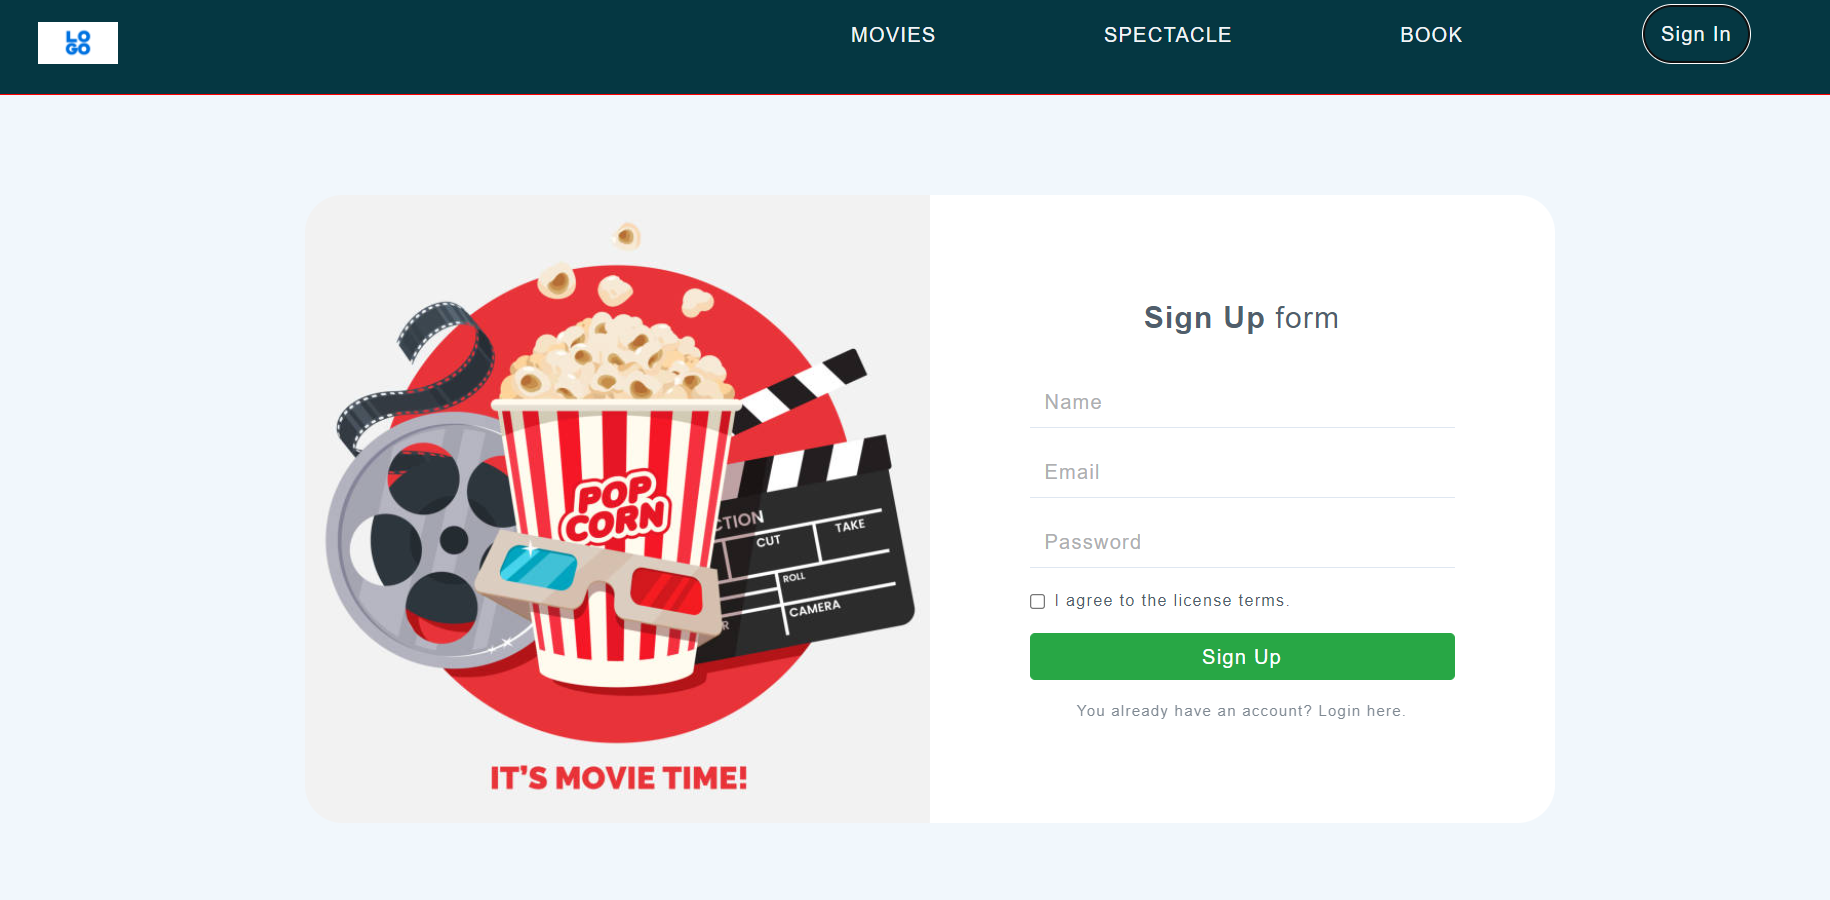 LO
GO
MOVIES
SPECTACLE
BOOK
Sign In
POP
CORN
CTION
CUT
TAKE
ROLL
CAMERA
R
IT'S MOVIE TIME!
Sign Up form
Name
Email
Password
I agree to the license terms.
Sign Up
You already have an account? Login here.